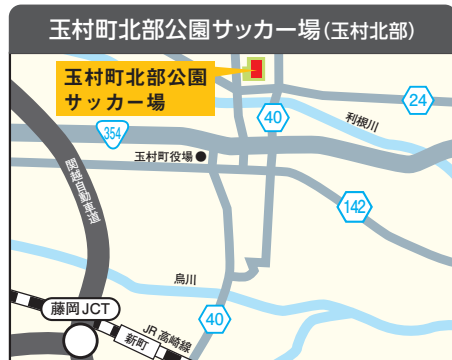 玉村町北部公園サッカー場(玉村北部)
玉村町北部公園
サッカー場
24
40
利根川
354
玉村町役場
関越自動車道
142
烏川
藤岡JCT
新町
JR高崎線
40